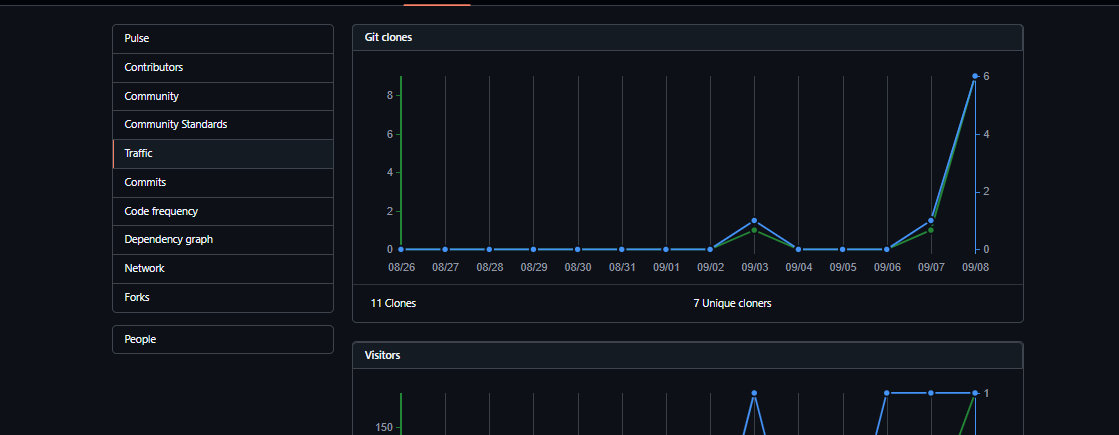 Pulse
Contributors
Community
Community Standards
Traffic
Commits
Code frequency
Dependency graph
Network
Forks
People
Git clones
8
6
4
2
0
6
4
2
0
08/26 08/27 08/28 08/29 08/30 08/31 09/01 09/02 09/03 09/04 09/05 09/06 09/07 09/08
11 Clones 7 Unique cloners
Visitors
150
1